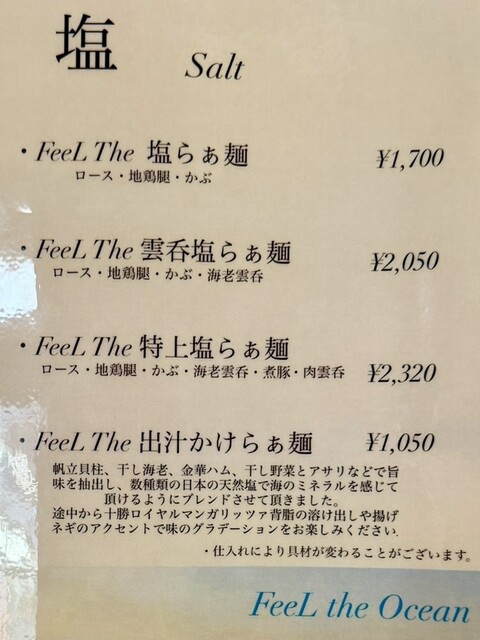 塩 Salt
・FeeL The 塩らぁ麺 ¥1,700
ロース・地鶏腿・かぶ
・FeeL The 雲呑塩らぁ麺 ¥2,050
ロース・地鶏腿・かぶ・海老雲呑
・FeeL The 特上塩らぁ麺
ロース・地鶏腿・かぶ・海老雲呑・煮豚・肉雲呑 ¥2,320
・FeeL The 出汁かけらぁ麺 ¥1,050
帆立貝柱、干し海老、金華ハム、干し野菜とアサリなどで旨
味を抽出し、数種類の日本の天然塩で海のミネラルを感じて
頂けるようにブレンドさせて頂きました。
途中から十勝ロイヤルマンガリッツァ背脂の溶け出しや揚げ
ネギのアクセントで味のグラデーションをお楽しみください.
・仕入れにより具材が変わることがございます。
FeeL the Ocean